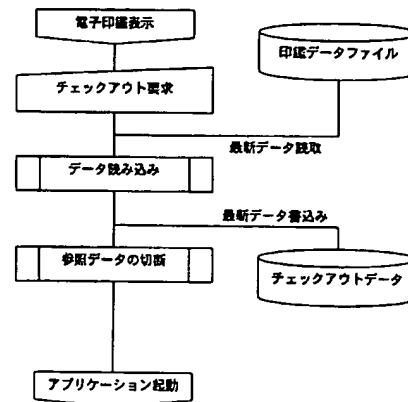 電子印鑑表示
印鑑データファイル
チェックアウト要求
最新データ読取
データ読み込み
最新データ書込み
参照データの切断
チェックアウトデータ
アプリケーション起動